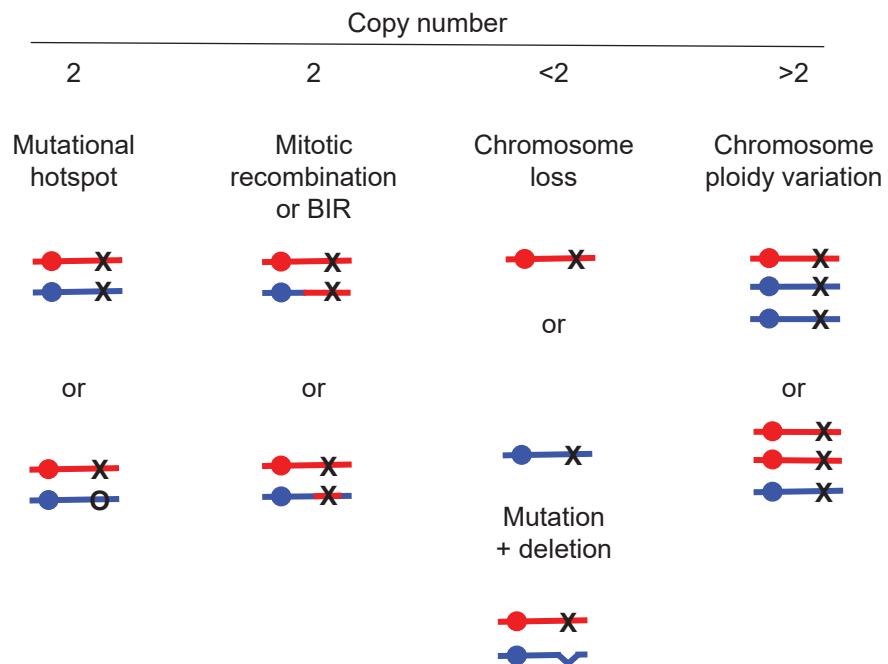 Copy number
2 2 <2 >2
Mutational Mitotic Chromosome Chromosome
hotspot recombination loss ploidy variation
or BIR
X X X X
X X X
or X
or or or
X
X X X X
X X
O X X
Mutation
+ deletion
X